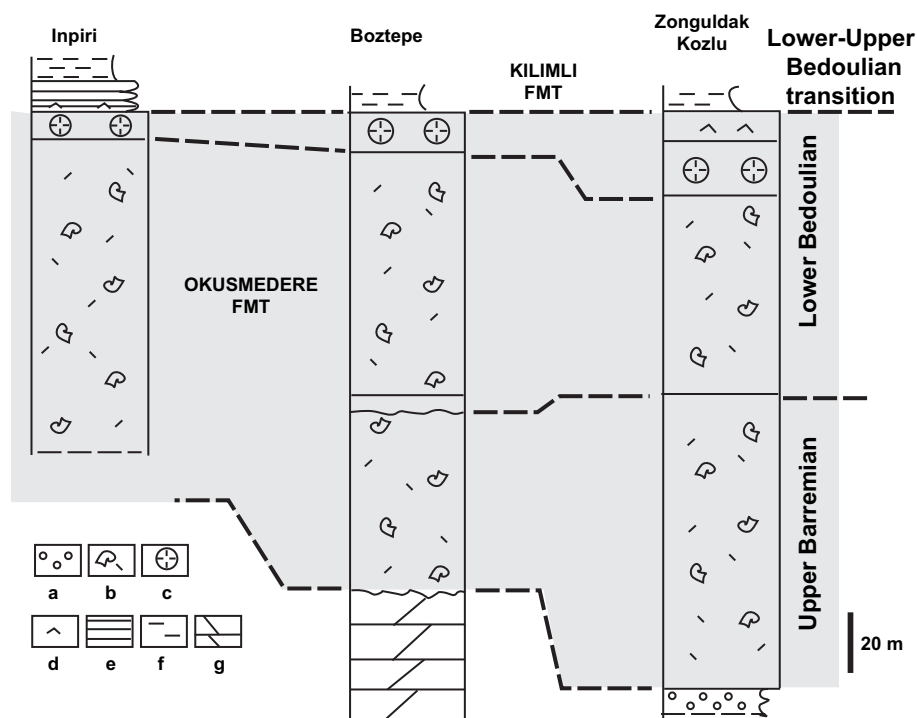 Inpiri
Boztepe
Zonguldak
Kozlu
Lower-Upper
Bedoulian
transition
KILIMLI
FMT
OKUSMEDERE
FMT
Lower Bedoulian
Upper Barremian
20 m
a
b
c
d
e
f
g